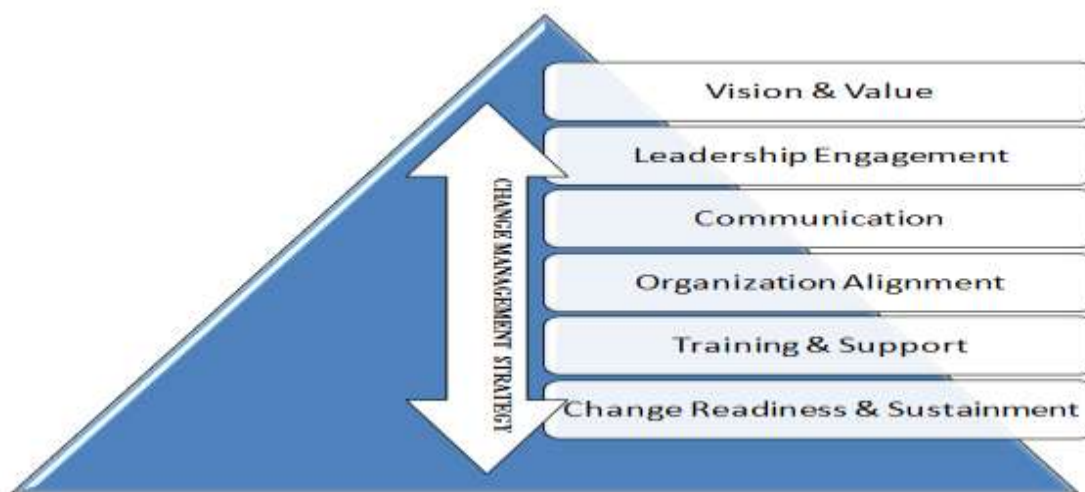 Vision & Value
Leadership Engagement
Communication
Organization Alignment
Training & Support
Change Readiness & Sustainment
CHANGE MANAGEMENT STRATEGY